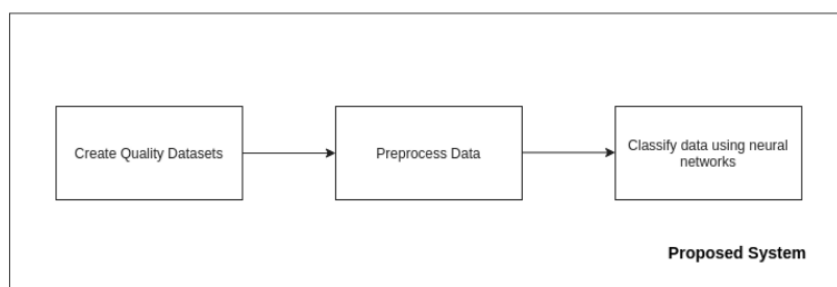 Create Quality Datasets
Preprocess Data
Classify data using neural
networks
Proposed System